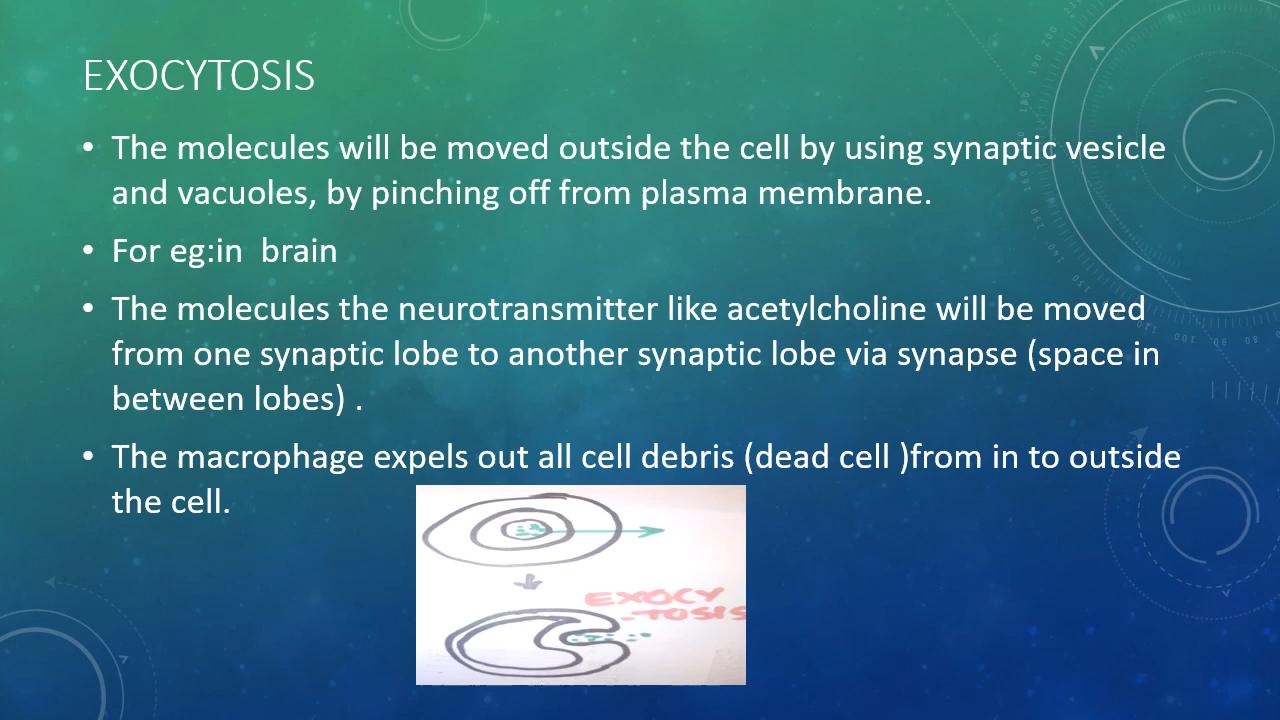 EXOCYTOSIS
• The molecules will be moved outside the cell by using synaptic vesicle
and vacuoles, by pinching off from plasma membrane.
• For eg:in  brain
• The molecules the neurotransmitter like acetylcholine will be moved
from one synaptic lobe to another synaptic lobe via synapse (space in
between lobes) .
• The macrophage expels out all cell debris (dead cell )from in to outside
the cell.
EXOCY
-TOSIS